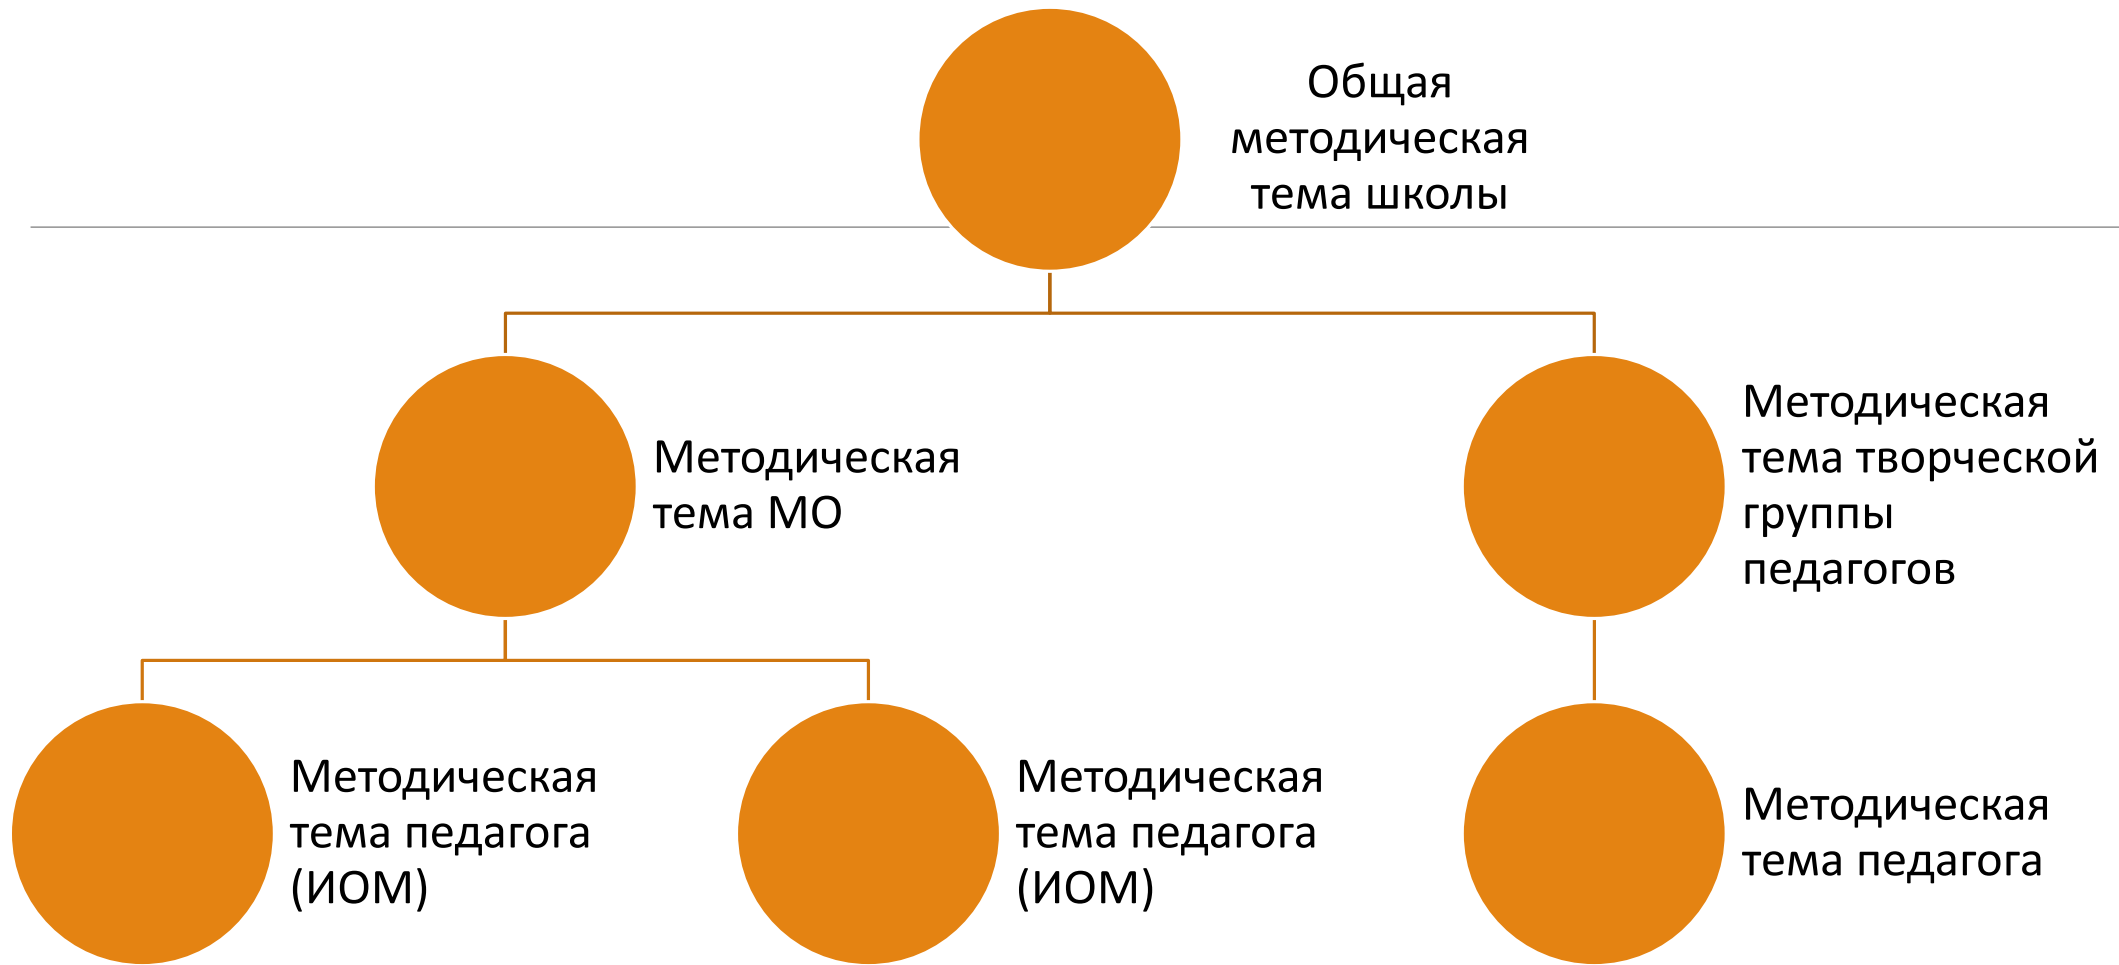 Общая
методическая
тема школы
Методическая
тема МО
Методическая
тема творческой
группы
педагогов
Методическая
тема педагога
(ИОМ)
Методическая
тема педагога
(ИОМ)
Методическая
тема педагога